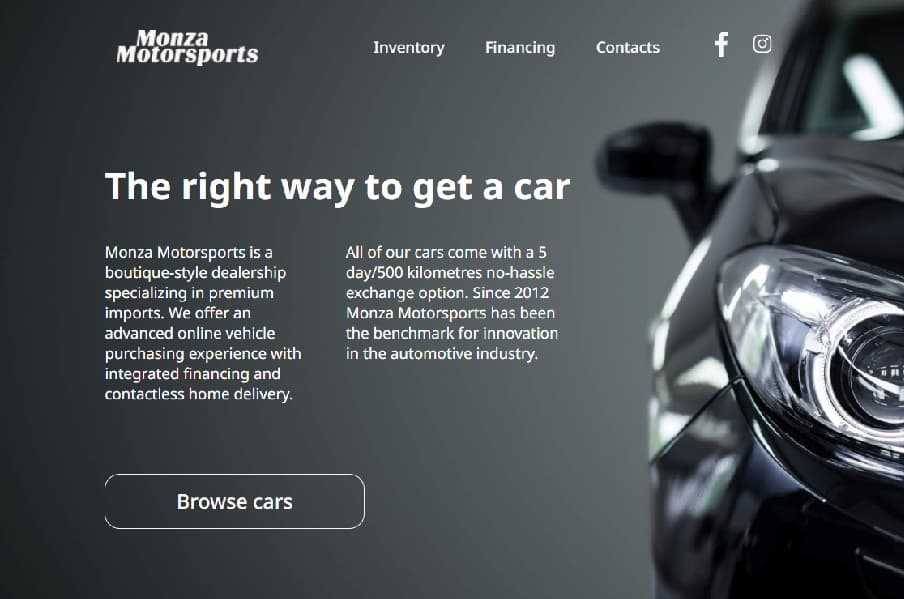 Monza
Motorsports
Inventory
Financing
Contacts
The right way to get a car
Monza Motorsports is a
boutique-style dealership
specializing in premium
imports. We offer an
advanced online vehicle
purchasing experience with
integrated financing and
contactless home delivery.
All of our cars come with a 5
day/500 kilometres no-hassle
exchange option. Since 2012
Monza Motorsports has been
the benchmark for innovation
in the automotive industry.
Browse cars